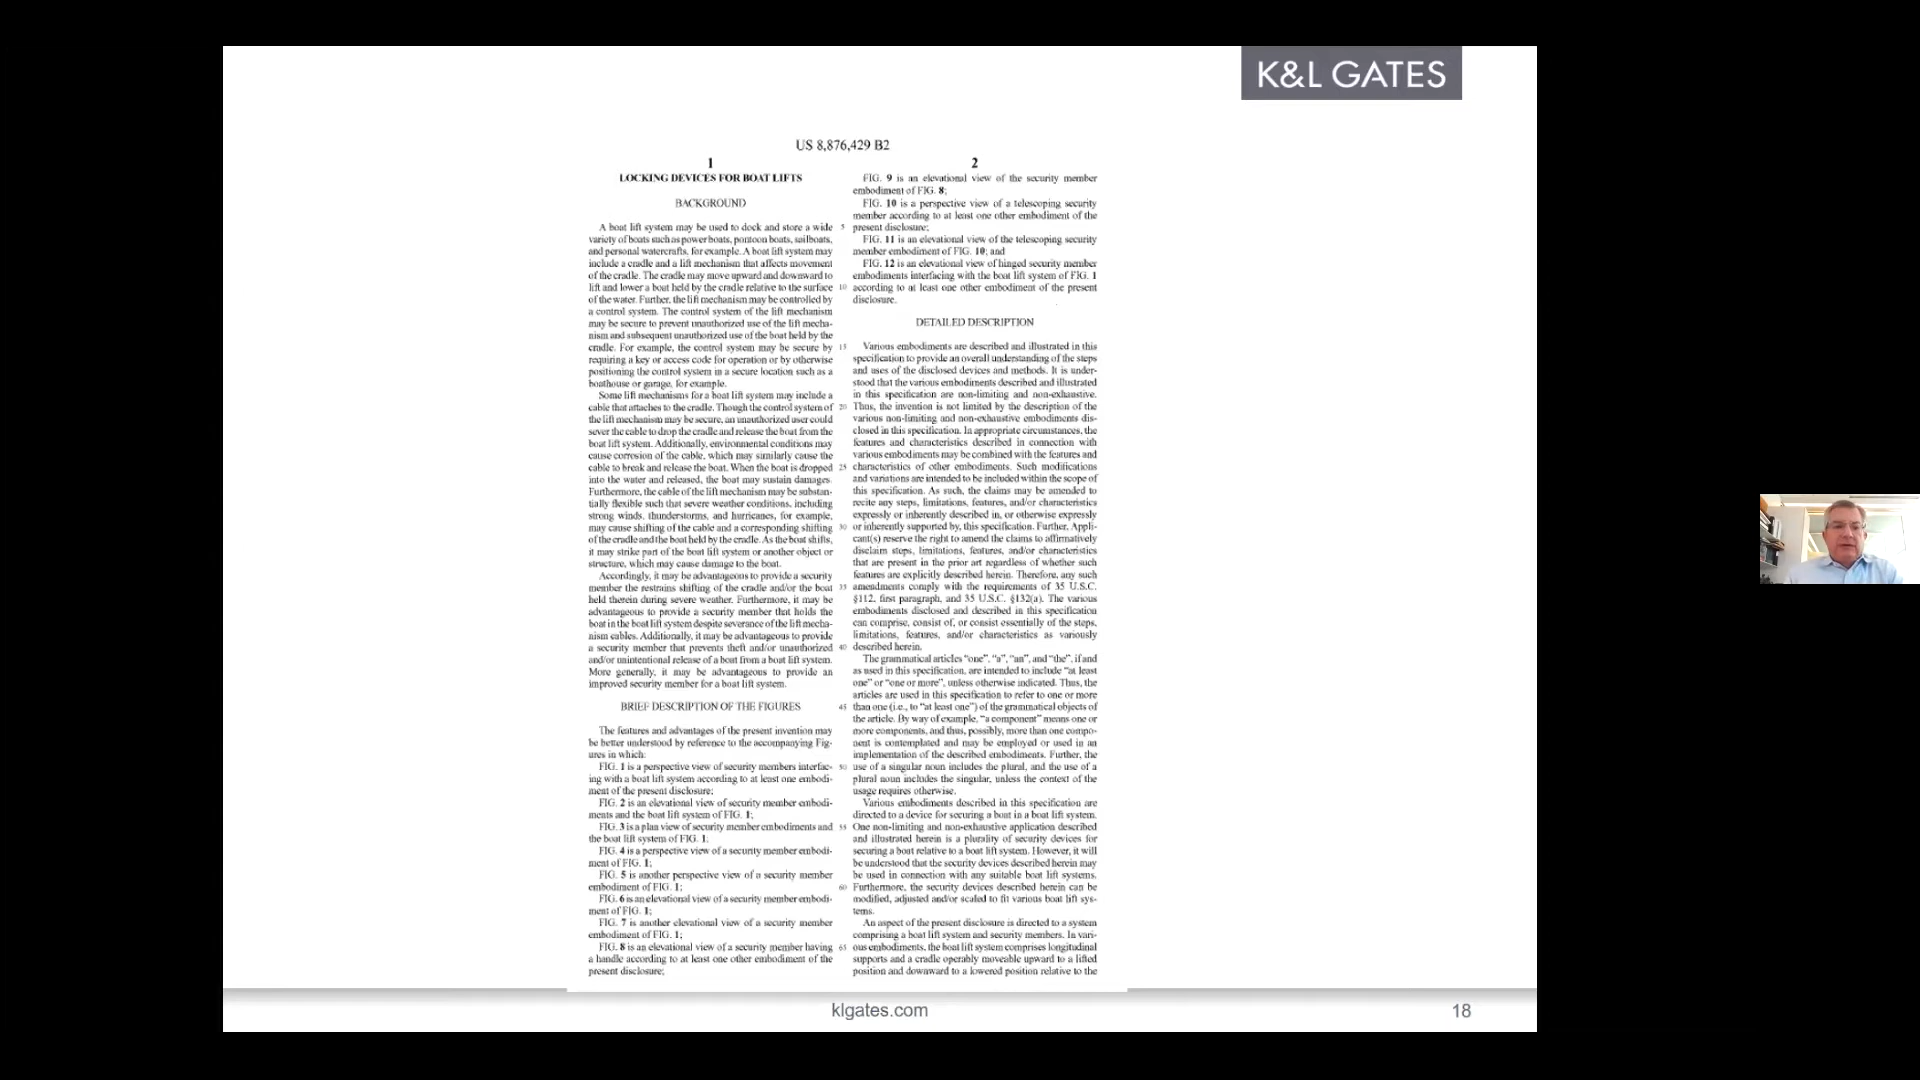 K&L GATES
US 8,876,429 B2
1
LOCKING DEVICES FOR BOAT LIFTS
BACKGROUND
A boat lift system may be used to dock and store a wide
variety of boats such as power boats, pontoon boats, sailboats,
and personal watercrafts, for example. A boat lift system may
include a cradle and a lift mechanism that affects movement
of the cradle. The cradle may move upward and downward to
lift and lower a boat held by the cradle relative to the surface
of the water. Further, the lift mechanism may be controlled by
a control system. The control system of the lift mechanism
may be secure to prevent unauthorized use of the lift mecha-
nism and subsequent unauthorized use of the boat held by the
cradle. For example, the control system may be secure by
requiring a key or access code for operation or by otherwise
positioning the control system in a secure location such as a
boathouse or garage, for example.
Some lift mechanisms for a boat lift system may include a
cable that attaches to the cradle. Though the control system of
the lift mechanism may be secure, an unauthorized user could
sever the cable to drop the cradle and release the boat from the
boat lift system. Additionally, environmental conditions may
cause corrosion of the cable, which may similarly cause the
cable to break and release the boat. When the boat is dropped
into the water and released, the boat may sustain damages.
Furthermore, the cable of the lift mechanism may be substan-
tially flexible such that severe weather conditions, including
strong winds, thunderstorms, and hurricanes, for example,
may cause shifting of the cable and a corresponding shifting
of the cradle and the boat held by the cradle. As the boat shifts,
it may strike part of the boat lift system or another object or
structure, which may cause damage to the boat.
Accordingly, it may be advantageous to provide a security
member the restrains shifting of the cradle and/or the boat
held therein during severe weather. Furthermore, it may be
advantageous to provide a security member that holds the
boat in the boat lift system despite severance of the lift mecha-
nism cables. Additionally, it may be advantageous to provide
a security member that prevents theft and/or unauthorized
and/or unintentional release of a boat from a boat lift system.
More generally, it may be advantageous to provide an
improved security member for a boat lift system.
BRIEF DESCRIPTION OF THE FIGURES
The features and advantages of the present invention may
be better understood by reference to the accompanying Fig-
ures in which:
FIG. 1 is a perspective view of security members interfac-
ing with a boat lift system according to at least one embodi-
ment of the present disclosure;
FIG. 2 is an elevational view of security member embodi-
ments and the boat lift system of FIG. 1;
FIG. 3 is a plan view of security member embodiments and
the boat lift system of FIG. 1;
FIG. 4 is a perspective view of a security member embodi-
ment of FIG. 1;
FIG. 5 is another perspective view of a security member
embodiment of FIG. 1;
FIG. 6 is an elevational view of a security member embodi-
ment of FIG. 1;
FIG. 7 is another elevational view of a security member
embodiment of FIG. 1;
FIG. 8 is an elevational view of a security member having
a handle according to at least one other embodiment of the
present disclosure;
5
10
15
20
25
30
35
40
45
50
55
60
65
2
FIG. 9 is an elevational view of the security member
embodiment of FIG. 8;
FIG. 10 is a perspective view of a telescoping security
member according to at least one other embodiment of the
present disclosure;
FIG. 11 is an elevational view of the telescoping security
member embodiment of FIG. 10; and
FIG. 12 is an elevational view of hinged security member
embodiments interfacing with the boat lift system of FIG. 1
according to at least one other embodiment of the present
disclosure.
DETAILED DESCRIPTION
Various embodiments are described and illustrated in this
specification to provide an overall understanding of the steps
and uses of the disclosed devices and methods. It is under-
stood that the various embodiments described and illustrated
in this specification are non-limiting and non-exhaustive.
Thus, the invention is not limited by the description of the
various non-limiting and non-exhaustive embodiments dis-
closed in this specification. In appropriate circumstances, the
features and characteristics described in connection with
various embodiments may be combined with the features and
characteristics of other embodiments. Such modifications
and variations are intended to be included within the scope of
this specification. As such, the claims may be amended to
recite any steps, limitations, features, and/or characteristics
expressly or inherently described in, or otherwise expressly
or inherently supported by, this specification. Further, Appli-
cant(s) reserve the right to amend the claims to affirmatively
disclaim steps, limitations, features, and/or characteristics
that are present in the prior art regardless of whether such
features are explicitly described herein. Therefore, any such
amendments comply with the requirements of 35 U.S.C.
§112, first paragraph, and 35 U.S.C. §132(a). The various
embodiments disclosed and described in this specification
can comprise, consist of, or consist essentially of the steps,
limitations, features, and/or characteristics as variously
described herein.
The grammatical articles "one", "a", "an", and "the", if and
as used in this specification, are intended to include "at least
one" or "one or more", unless otherwise indicated. Thus, the
articles are used in this specification to refer to one or more
than one (i.e., to "at least one") of the grammatical objects of
the article. By way of example, "a component" means one or
more components, and thus, possibly, more than one compo-
nent is contemplated and may be employed or used in an
implementation of the described embodiments. Further, the
use of a singular noun includes the plural, and the use of a
plural noun includes the singular, unless the context of the
usage requires otherwise.
Various embodiments described in this specification are
directed to a device for securing a boat in a boat lift system.
One non-limiting and non-exhaustive application described
and illustrated herein is a plurality of security devices for
securing a boat relative to a boat lift system. However, it will
be understood that the security devices described herein may
be used in connection with any suitable boat lift systems.
Furthermore, the security devices described herein can be
modified, adjusted and/or scaled to fit various boat lift sys-
tems.
An aspect of the present disclosure is directed to a system
comprising a boat lift system and security members. In vari-
ous embodiments, the boat lift system comprises longitudinal
supports and a cradle operably moveable upward to a lifted
position and downward to a lowered position relative to the
klgates.com
18